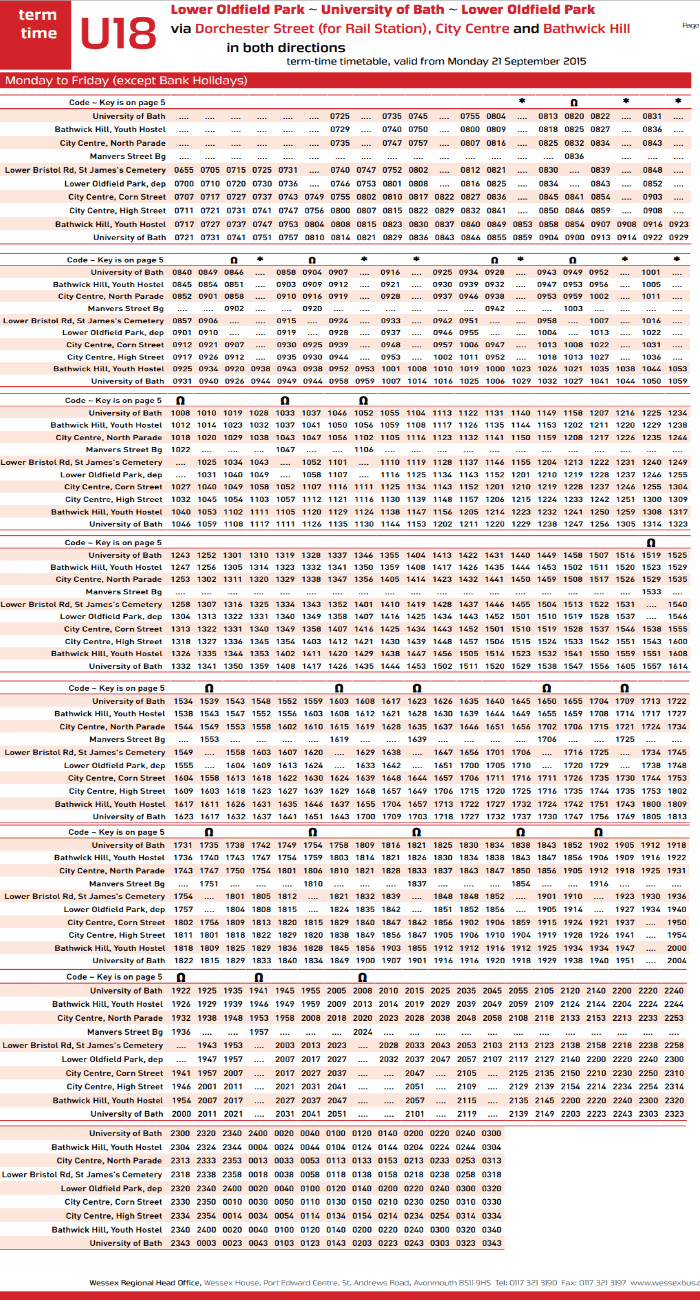 term
time
U18
Lower Oldfield Park ~ University of Bath ~ Lower Oldfield Park
via Dorchester Street (for Rail Station), City Centre and Bathwick Hill
in both directions
term-time timetable, valid from Monday 21 September 2015
Page
Monday to Friday (except Bank Holidays)
Code ~ Key is on page 5 * Ω * *
University of Bath .... .... .... .... .... .... 0725 .... 0735 0745 .... 0755 0804 .... 0813 0820 0822 .... 0831 ....
Bathwick Hill, Youth Hostel .... .... .... .... .... .... 0729 .... 0740 0750 .... 0800 0809 .... 0818 0825 0827 .... 0836 ....
City Centre, North Parade .... .... .... .... .... .... 0735 .... 0747 0757 .... 0807 0816 .... 0825 0832 0834 .... 0843 ....
Manvers Street Bg .... .... .... .... .... .... .... .... .... .... .... .... .... .... .... 0836 .... .... .... ....
Lower Bristol Rd, St James's Cemetery 0655 0705 0715 0725 0731 .... 0740 0747 0752 0802 .... 0812 0821 .... 0830 .... 0839 .... 0848 ....
Lower Oldfield Park, dep 0700 0710 0720 0730 0736 .... 0746 0753 0801 0808 .... 0816 0825 .... 0834 .... 0843 .... 0852 ....
City Centre, Corn Street 0707 0717 0727 0737 0743 0749 0755 0802 0810 0817 0822 0827 0836 .... 0845 0841 0854 .... 0903 ....
City Centre, High Street 0711 0721 0731 0741 0747 0756 0800 0807 0815 0822 0829 0832 0841 .... 0850 0846 0859 .... 0908 ....
Bathwick Hill, Youth Hostel 0717 0727 0737 0747 0753 0804 0808 0815 0823 0830 0837 0840 0849 0853 0858 0854 0907 0908 0916 0923
University of Bath 0721 0731 0741 0751 0757 0810 0814 0821 0829 0836 0843 0846 0855 0859 0904 0900 0913 0914 0922 0929
Code ~ Key is on page 5 Ω * Ω * * Ω * Ω * *
University of Bath 0840 0849 0846 .... 0858 0904 0907 .... 0916 .... 0925 0934 0928 .... 0943 0949 0952 .... 1001 ....
Bathwick Hill, Youth Hostel 0845 0854 0851 .... 0903 0909 0912 .... 0921 .... 0930 0939 0932 .... 0947 0953 0956 .... 1005 ....
City Centre, North Parade 0852 0901 0858 .... 0910 0916 0919 .... 0928 .... 0937 0946 0938 .... 0953 0959 1002 .... 1011 ....
Manvers Street Bg .... .... 0902 .... .... 0920 .... .... .... .... .... .... 0942 .... .... 1003 .... .... .... ....
Lower Bristol Rd, St James's Cemetery 0857 0906 .... .... 0915 .... 0924 .... 0933 .... 0942 0951 .... .... 0958 .... 1007 .... 1016 ....
Lower Oldfield Park, dep 0901 0910 .... .... 0919 .... 0928 .... 0937 .... 0946 0955 .... .... 1004 .... 1013 .... 1022 ....
City Centre, Corn Street 0912 0921 0907 .... 0930 0925 0939 .... 0948 .... 0957 1006 0947 .... 1013 1008 1022 .... 1031 ....
City Centre, High Street 0917 0926 0912 .... 0935 0930 0944 .... 0953 .... 1002 1011 0952 .... 1018 1013 1027 .... 1036 ....
Bathwick Hill, Youth Hostel 0925 0934 0920 0938 0943 0938 0952 0953 1001 1008 1010 1019 1000 1023 1026 1021 1035 1038 1044 1053
University of Bath 0931 0940 0926 0944 0949 0944 0958 0959 1007 1014 1016 1025 1006 1029 1032 1027 1041 1044 1050 1059
Code ~ Key is on page 5 Ω Ω Ω
University of Bath 1008 1010 1019 1028 1033 1037 1046 1052 1055 1104 1113 1122 1131 1140 1149 1158 1207 1216 1225 1234
Bathwick Hill, Youth Hostel 1012 1014 1023 1032 1037 1041 1050 1056 1059 1108 1117 1126 1135 1144 1153 1202 1211 1220 1229 1238
City Centre, North Parade 1018 1020 1029 1038 1043 1047 1056 1102 1105 1114 1123 1132 1141 1150 1159 1208 1217 1226 1235 1244
Manvers Street Bg 1022 .... .... .... 1047 .... .... 1106 .... .... .... .... .... .... .... .... .... .... .... ....
Lower Bristol Rd, St James's Cemetery .... 1025 1034 1043 .... 1052 1101 .... 1110 1119 1128 1137 1146 1155 1204 1213 1222 1231 1240 1249
Lower Oldfield Park, dep .... 1031 1040 1049 .... 1058 1107 .... 1116 1125 1134 1143 1152 1201 1210 1219 1228 1237 1246 1255
City Centre, Corn Street 1027 1040 1049 1058 1052 1107 1116 1111 1125 1134 1143 1152 1201 1210 1219 1228 1237 1246 1255 1304
City Centre, High Street 1032 1045 1054 1103 1057 1112 1121 1116 1130 1139 1148 1157 1206 1215 1224 1233 1242 1251 1300 1309
Bathwick Hill, Youth Hostel 1040 1053 1102 1111 1105 1120 1129 1124 1138 1147 1156 1205 1214 1223 1232 1241 1250 1259 1308 1317
University of Bath 1046 1059 1108 1117 1111 1126 1135 1130 1144 1153 1202 1211 1220 1229 1238 1247 1256 1305 1314 1323
Code ~ Key is on page 5 Ω
University of Bath 1243 1252 1301 1310 1319 1328 1337 1346 1355 1404 1413 1422 1431 1440 1449 1458 1507 1516 1519 1525
Bathwick Hill, Youth Hostel 1247 1256 1305 1314 1323 1332 1341 1350 1359 1408 1417 1426 1435 1444 1453 1502 1511 1520 1523 1529
City Centre, North Parade 1253 1302 1311 1320 1329 1338 1347 1356 1405 1414 1423 1432 1441 1450 1459 1508 1517 1526 1529 1535
Manvers Street Bg .... .... .... .... .... .... .... .... .... .... .... .... .... .... .... .... .... .... 1533 ....
Lower Bristol Rd, St James's Cemetery 1258 1307 1316 1325 1334 1343 1352 1401 1410 1419 1428 1437 1446 1455 1504 1513 1522 1531 .... 1540
Lower Oldfield Park, dep 1304 1313 1322 1331 1340 1349 1358 1407 1416 1425 1434 1443 1452 1501 1510 1519 1528 1537 .... 1546
City Centre, Corn Street 1313 1322 1331 1340 1349 1358 1407 1416 1425 1434 1443 1452 1501 1510 1519 1528 1537 1546 1538 1555
City Centre, High Street 1318 1327 1336 1345 1354 1403 1412 1421 1430 1439 1448 1457 1506 1515 1524 1533 1542 1551 1543 1600
Bathwick Hill, Youth Hostel 1326 1335 1344 1353 1402 1411 1420 1429 1438 1447 1456 1505 1514 1523 1532 1541 1550 1559 1551 1608
University of Bath 1332 1341 1350 1359 1408 1417 1426 1435 1444 1453 1502 1511 1520 1529 1538 1547 1556 1605 1557 1614
Code ~ Key is on page 5 Ω Ω Ω Ω Ω
University of Bath 1534 1539 1543 1548 1552 1559 1603 1608 1617 1623 1626 1635 1640 1645 1650 1655 1704 1709 1713 1722
Bathwick Hill, Youth Hostel 1538 1543 1547 1552 1556 1603 1608 1612 1621 1628 1630 1639 1644 1649 1655 1659 1708 1714 1717 1727
City Centre, North Parade 1544 1549 1553 1558 1602 1610 1615 1619 1628 1635 1637 1646 1651 1656 1702 1706 1715 1721 1724 1734
Manvers Street Bg .... 1553 .... .... .... .... 1619 .... .... 1639 .... .... .... .... 1706 .... .... 1725 .... ....
Lower Bristol Rd, St James's Cemetery 1549 .... 1558 1603 1607 1620 .... 1629 1638 .... 1647 1656 1701 1706 .... 1716 1725 .... 1734 1745
Lower Oldfield Park, dep 1555 .... 1604 1609 1613 1624 .... 1633 1642 .... 1651 1700 1705 1710 .... 1720 1729 .... 1738 1748
City Centre, Corn Street 1604 1558 1613 1618 1622 1630 1624 1639 1648 1644 1657 1706 1711 1716 1711 1726 1735 1730 1744 1753
City Centre, High Street 1609 1603 1618 1623 1627 1639 1629 1648 1657 1649 1706 1715 1720 1725 1716 1735 1744 1735 1753 1802
Bathwick Hill, Youth Hostel 1617 1611 1626 1631 1635 1646 1637 1655 1704 1657 1713 1722 1727 1732 1724 1742 1751 1743 1800 1809
University of Bath 1623 1617 1632 1637 1641 1651 1643 1700 1709 1703 1718 1727 1732 1737 1730 1747 1756 1749 1805 1813
Code ~ Key is on page 5 Ω Ω Ω Ω Ω
University of Bath 1731 1735 1738 1742 1749 1754 1758 1809 1816 1821 1825 1830 1834 1838 1843 1852 1902 1905 1912 1918
Bathwick Hill, Youth Hostel 1736 1740 1743 1747 1754 1759 1803 1814 1821 1826 1830 1834 1838 1843 1847 1856 1906 1909 1916 1922
City Centre, North Parade 1743 1747 1750 1754 1801 1806 1810 1821 1828 1833 1837 1843 1847 1850 1856 1905 1912 1918 1925 1931
Manvers Street Bg .... 1751 .... .... .... 1810 .... .... .... 1837 .... .... .... 1854 .... .... 1916 .... .... ....
Lower Bristol Rd, St James's Cemetery 1754 .... 1801 1805 1812 .... 1821 1832 1839 .... 1848 1848 1852 .... 1901 1910 .... 1923 1930 1936
Lower Oldfield Park, dep 1757 .... 1804 1808 1815 .... 1824 1835 1842 .... 1851 1852 1856 .... 1905 1914 .... 1927 1934 1940
City Centre, Corn Street 1802 1756 1809 1813 1820 1815 1829 1840 1847 1842 1856 1902 1906 1859 1915 1924 1921 1937 .... 1950
City Centre, High Street 1811 1801 1818 1822 1829 1820 1838 1849 1856 1847 1905 1906 1910 1904 1919 1928 1926 1941 .... 1954
Bathwick Hill, Youth Hostel 1818 1809 1825 1829 1836 1828 1845 1856 1903 1855 1912 1912 1916 1912 1925 1934 1934 1947 .... 2000
University of Bath 1822 1815 1829 1833 1840 1834 1849 1900 1907 1901 1916 1916 1920 1918 1929 1938 1940 1951 .... 2004
Code ~ Key is on page 5 Ω Ω Ω
University of Bath 1922 1925 1935 1941 1945 1955 2005 2008 2010 2015 2025 2035 2045 2055 2105 2120 2140 2200 2220 2240
Bathwick Hill, Youth Hostel 1926 1929 1939 1946 1949 1959 2009 2013 2014 2019 2029 2039 2049 2059 2109 2124 2144 2204 2224 2244
City Centre, North Parade 1932 1938 1948 1953 1958 2008 2018 2020 2023 2028 2038 2048 2058 2108 2118 2133 2153 2213 2233 2253
Manvers Street Bg 1936 .... .... 1957 .... .... .... 2024 .... .... .... .... .... .... .... .... .... .... .... ....
Lower Bristol Rd, St James's Cemetery .... 1943 1953 .... 2003 2013 2023 .... 2028 2033 2043 2053 2103 2113 2123 2138 2158 2218 2238 2258
Lower Oldfield Park, dep .... 1947 1957 .... 2007 2017 2027 .... 2032 2037 2047 2057 2107 2117 2127 2140 2200 2220 2240 2300
City Centre, Corn Street 1941 1957 2007 .... 2017 2027 2037 .... .... 2047 .... 2105 .... 2125 2135 2150 2210 2230 2250 2310
City Centre, High Street 1946 2001 2011 .... 2021 2031 2041 .... .... 2051 .... 2109 .... 2129 2139 2154 2214 2234 2254 2314
Bathwick Hill, Youth Hostel 1954 2007 2017 .... 2027 2037 2047 .... .... 2057 .... 2115 .... 2135 2145 2200 2220 2240 2300 2320
University of Bath 2000 2011 2021 .... 2031 2041 2051 .... .... 2101 .... 2119 .... 2139 2149 2203 2223 2243 2303 2323
University of Bath 2300 2320 2340 2400 0020 0040 0100 0120 0140 0200 0220 0240 0300
Bathwick Hill, Youth Hostel 2304 2324 2344 0004 0024 0044 0104 0124 0144 0204 0224 0244 0304
City Centre, North Parade 2313 2333 2353 0013 0033 0053 0113 0133 0153 0213 0233 0253 0313
Lower Bristol Rd, St James's Cemetery 2318 2338 2358 0018 0038 0058 0118 0138 0158 0218 0238 0258 0318
Lower Oldfield Park, dep 2320 2340 2400 0020 0040 0100 0120 0140 0200 0220 0240 0300 0320
City Centre, Corn Street 2330 2350 0010 0030 0050 0110 0130 0150 0210 0230 0250 0310 0330
City Centre, High Street 2334 2354 0014 0034 0054 0114 0134 0154 0214 0234 0254 0314 0334
Bathwick Hill, Youth Hostel 2340 2400 0020 0040 0100 0120 0140 0200 0220 0240 0300 0320 0340
University of Bath 2343 0003 0023 0043 0103 0123 0143 0203 0223 0243 0303 0323 0343
Wessex Regional Head Office, Wessex House, Port Edward Centre, St. Andrews Road, Avonmouth BS11 9HS Tel: 0117 321 3190 Fax: 0117 321 3197 www.wessexbus.c